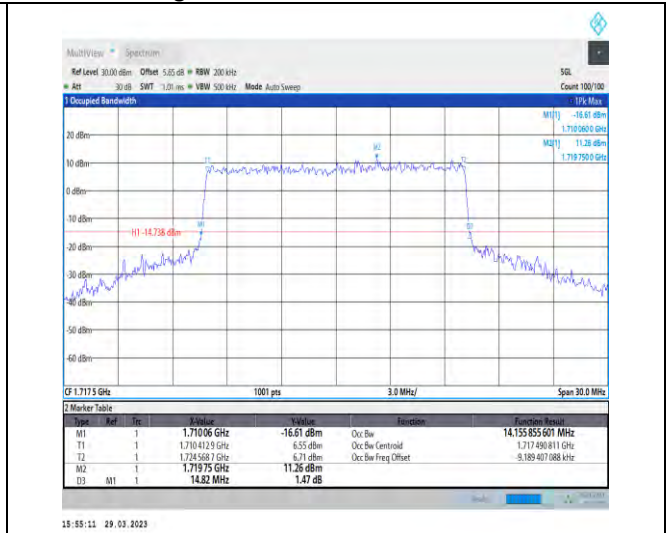 MultiView Spectrum
Ref Level 30.00 dBm Offset 5.85 dB RBW 200 kHz SGL
Att 30 dB SWT 1.01 ms VBW 500 kHz Mode Auto Sweep Count 100/100
1 Occupied Bandwidth 1Pk Max
M1[1] -16.61 dBm
1.710 060 0 GHz
M2[1] 11.26 dBm
1.719 750 0 GHz
20 dBm
M2
T1 T2
10 dBm
0 dBm
-10 dBm
M1 D3
H1 -14.738 dBm
-20 dBm
-30 dBm
-40 dBm
-50 dBm
-60 dBm
CF 1.717 5 GHz 1001 pts 3.0 MHz/ Span 30.0 MHz
2 Marker Table
Type Ref Trc X-Value Y-Value Function Function Result
M1 1 1.710 06 GHz -16.61 dBm Occ Bw 14.155 855 601 MHz
T1 1 1.710 412 9 GHz 6.55 dBm Occ Bw Centroid 1.717 490 811 GHz
T2 1 1.724 568 7 GHz 6.71 dBm Occ Bw Freq Offset -9.189 407 088 kHz
M2 1 1.719 75 GHz 11.26 dBm
D3 M1 1 14.82 MHz 1.47 dB
15:55:11 29.03.2023